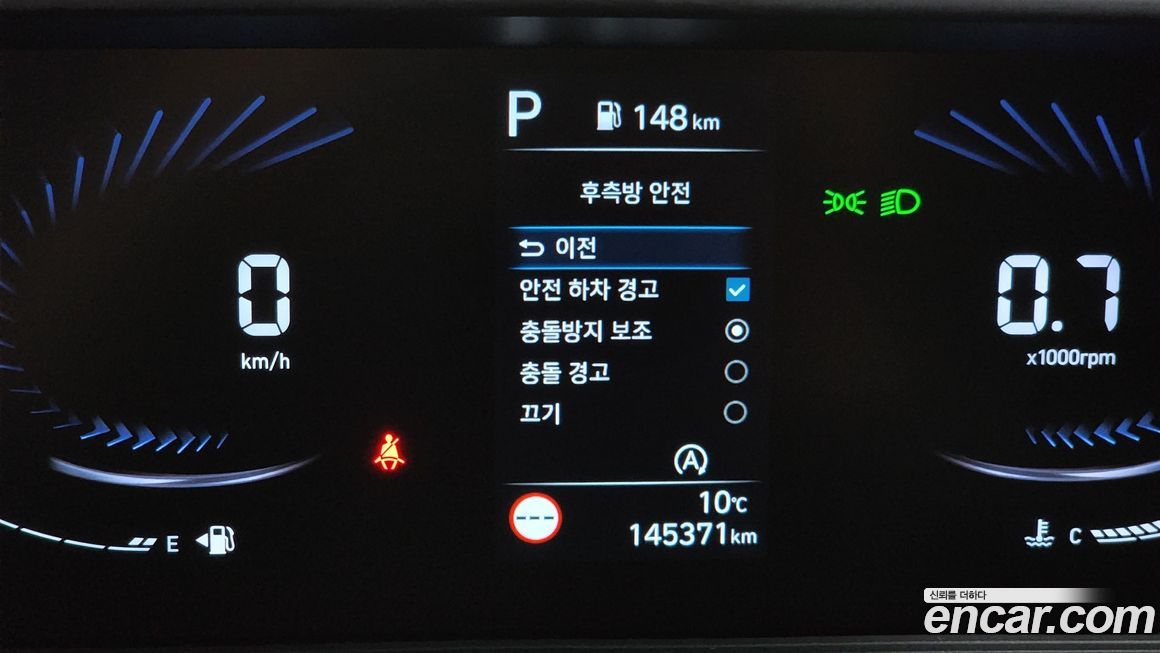 P 148 km
후측방 안전
이전
안전 하차 경고
충돌방지 보조
충돌 경고
끄기
A
10℃
145371 km
0
km/h
0.7
x1000rpm
E
C
---
신뢰를 더하다
encar.com